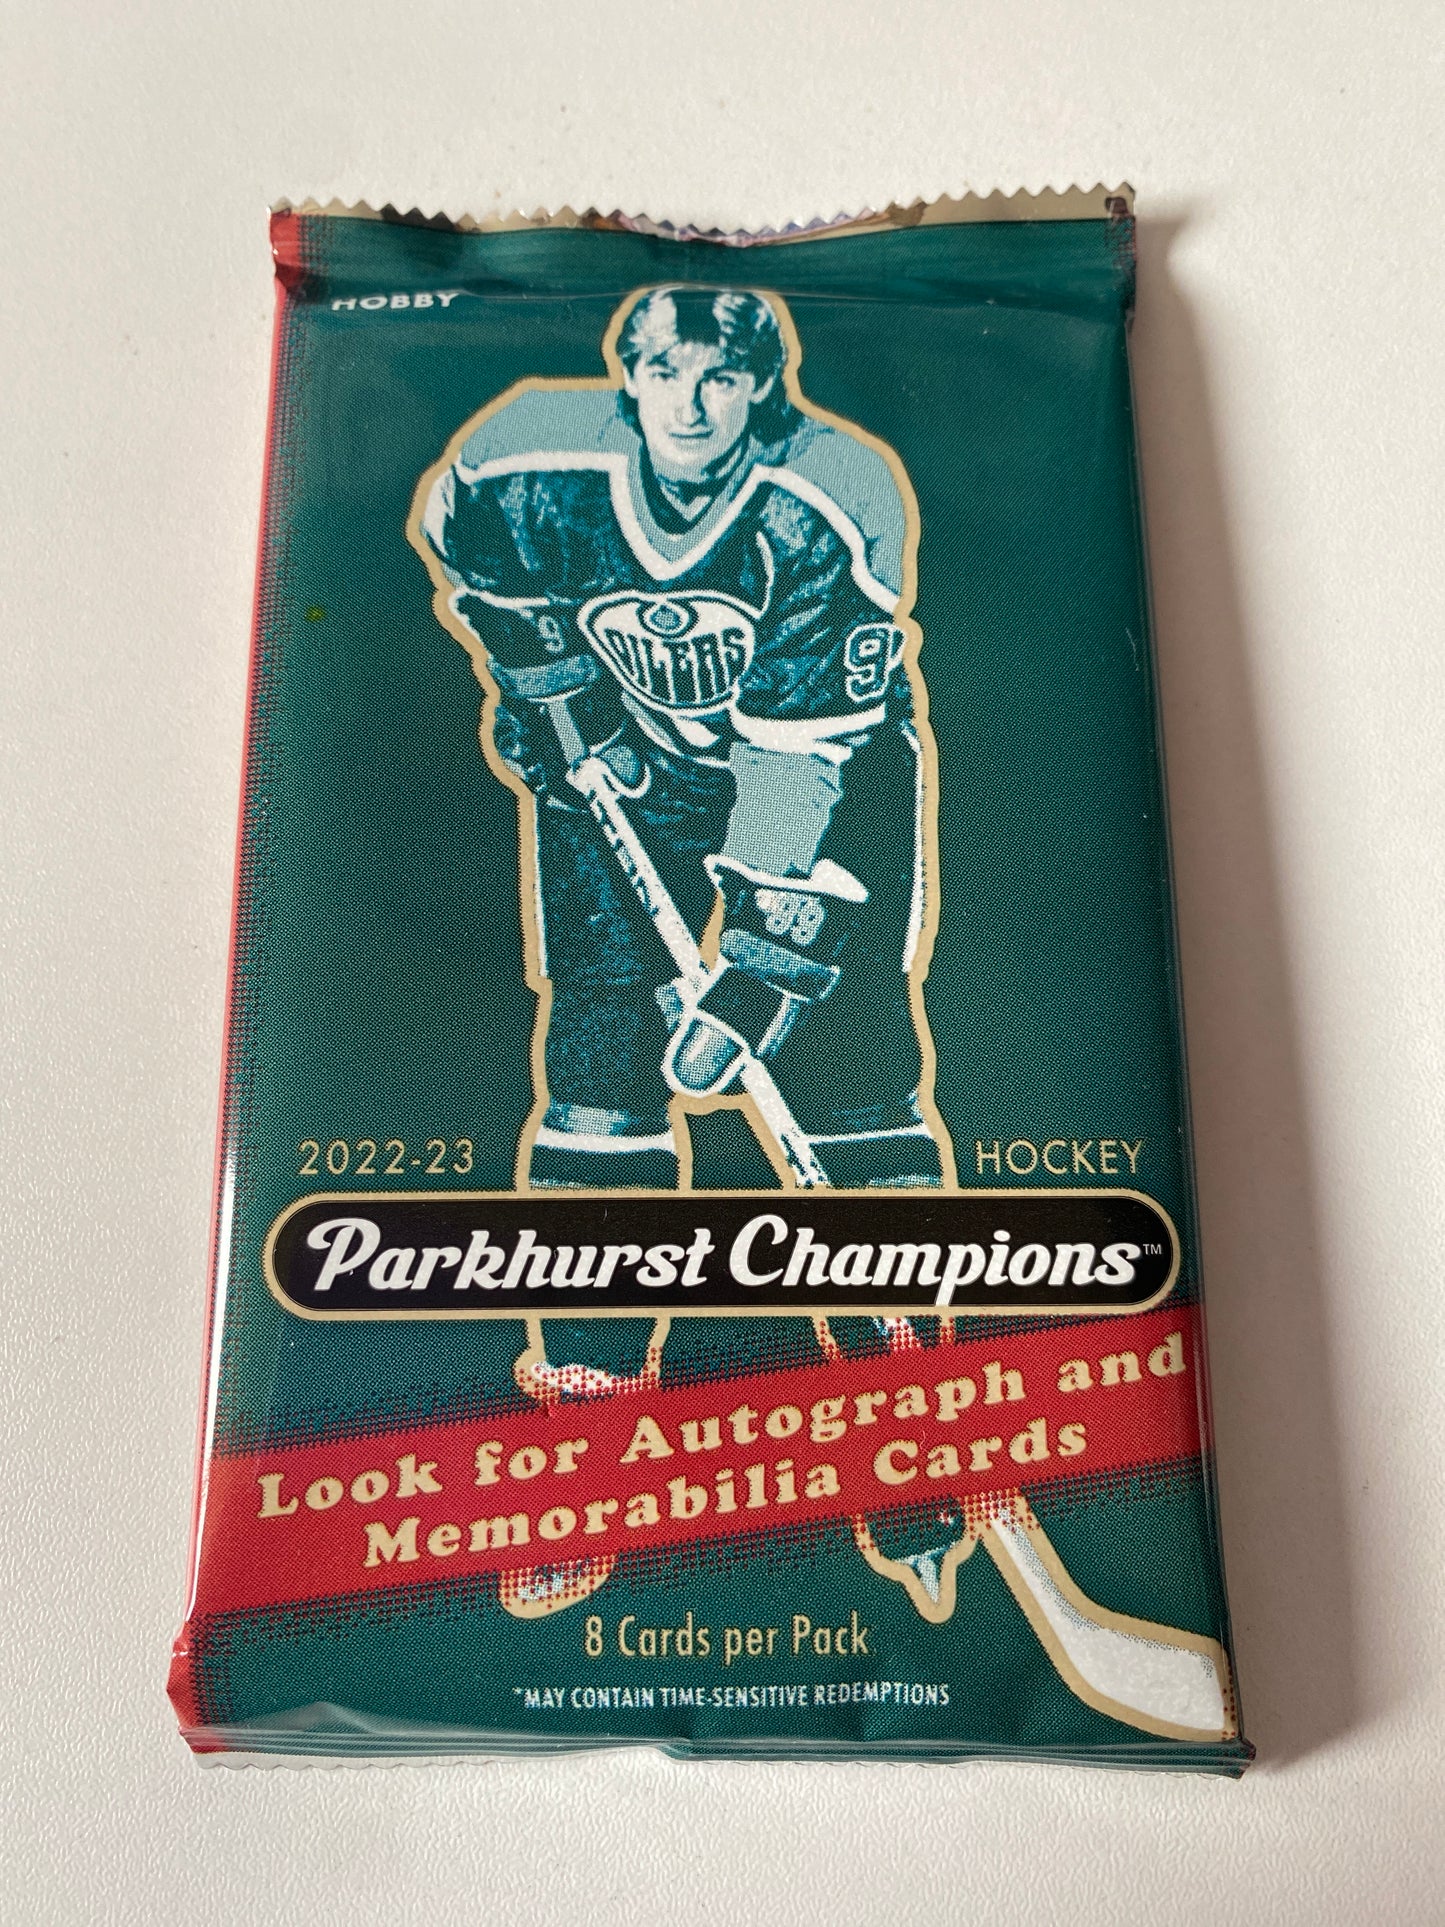 HOBBY
OILERS
9
9
99
2022-23
HOCKEY
Parkhurst Champions™
Look for Autograph and
Memorabilia Cards
8 Cards per Pack
*MAY CONTAIN TIME-SENSITIVE REDEMPTIONS